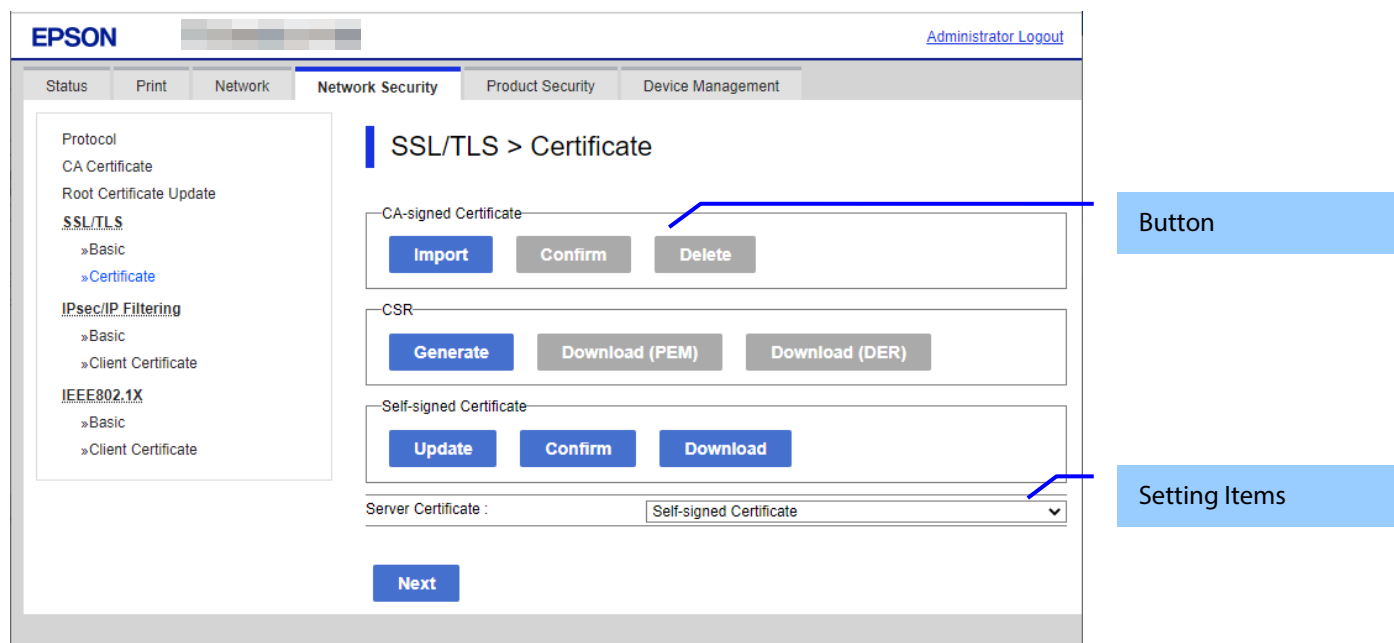 EPSON
Administrator Logout
Status Print Network Network Security Product Security Device Management
Protocol
CA Certificate
Root Certificate Update
SSL/TLS
»Basic
»Certificate
IPsec/IP Filtering
»Basic
»Client Certificate
IEEE802.1X
»Basic
»Client Certificate
SSL/TLS > Certificate
CA-signed Certificate
Import Confirm Delete
CSR
Generate Download (PEM) Download (DER)
Self-signed Certificate
Update Confirm Download
Server Certificate : Self-signed Certificate
Next
Button
Setting Items